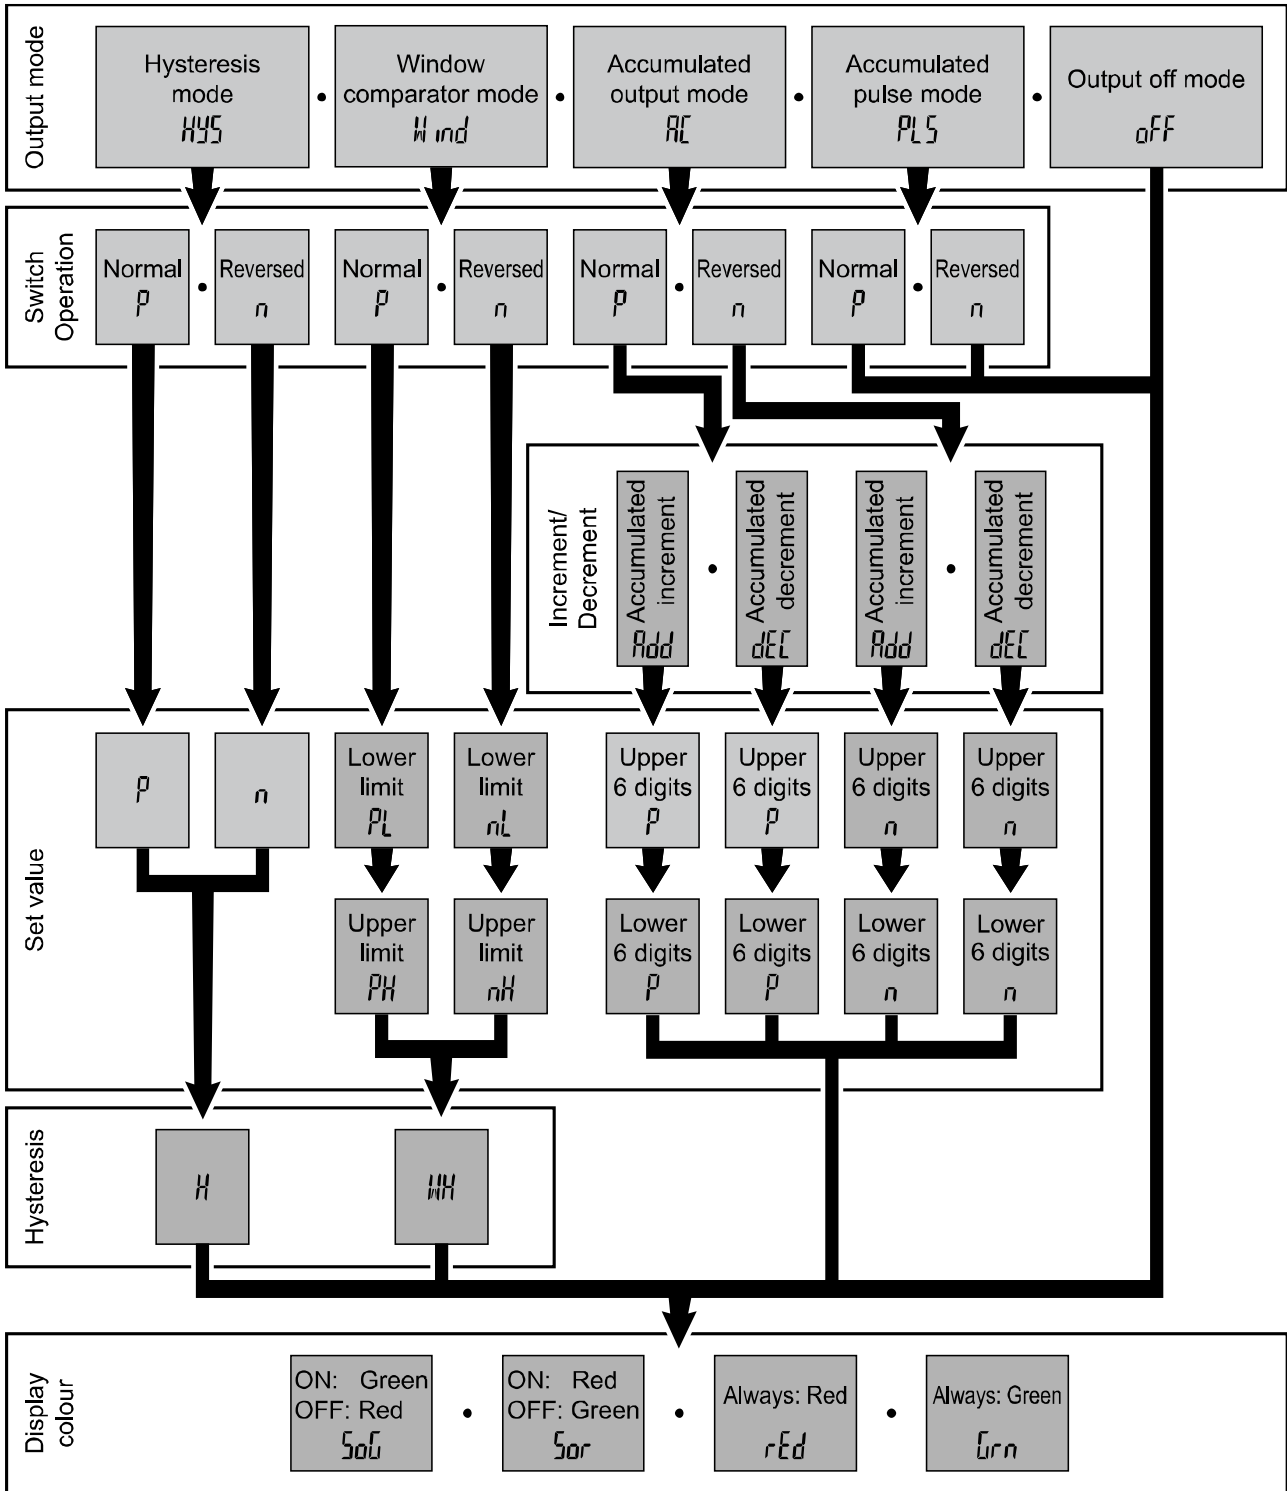 Output mode
Hysteresis
mode
HYS
Window
comparator mode
Wind
Accumulated
output mode
AC
Accumulated
pulse mode
PLS
Output off mode
oFF
Switch
Operation
Normal
P
Reversed
n
Normal
P
Reversed
n
Normal
P
Reversed
n
Normal
P
Reversed
n
Increment/
Decrement
Accumulated
increment
Add
Accumulated
decrement
dEC
Accumulated
increment
Add
Accumulated
decrement
dEC
Set value
P
n
Lower
limit
PL
Lower
limit
nL
Upper
6 digits
P
Upper
6 digits
P
Upper
6 digits
n
Upper
6 digits
n
Upper
limit
PH
Upper
limit
nH
Lower
6 digits
P
Lower
6 digits
P
Lower
6 digits
n
Lower
6 digits
n
Hysteresis
H
WH
Display
colour
ON: Green
OFF: Red
SoG
ON: Red
OFF: Green
Sor
Always: Red
rEd
Always: Green
Grn